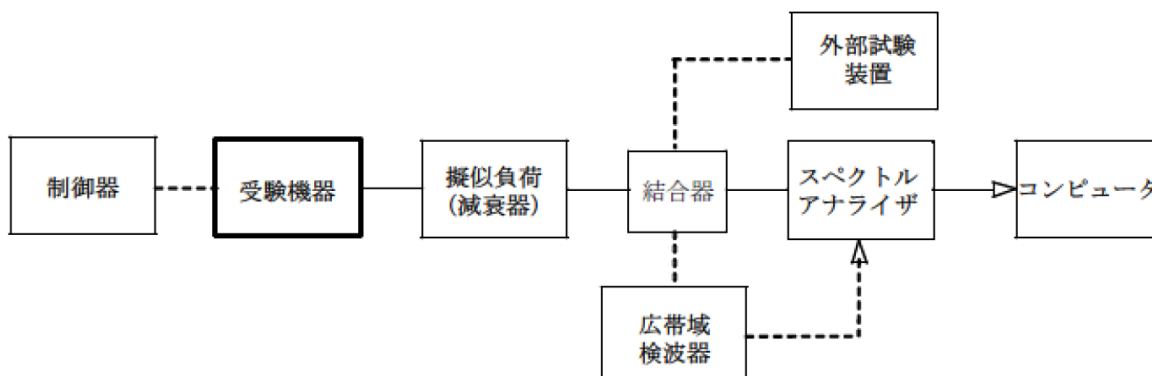 外部試験
装置
制御器
受験機器
擬似負荷
(減衰器)
結合器
スペクトル
アナライザ
コンピュータ
広帯域
検波器